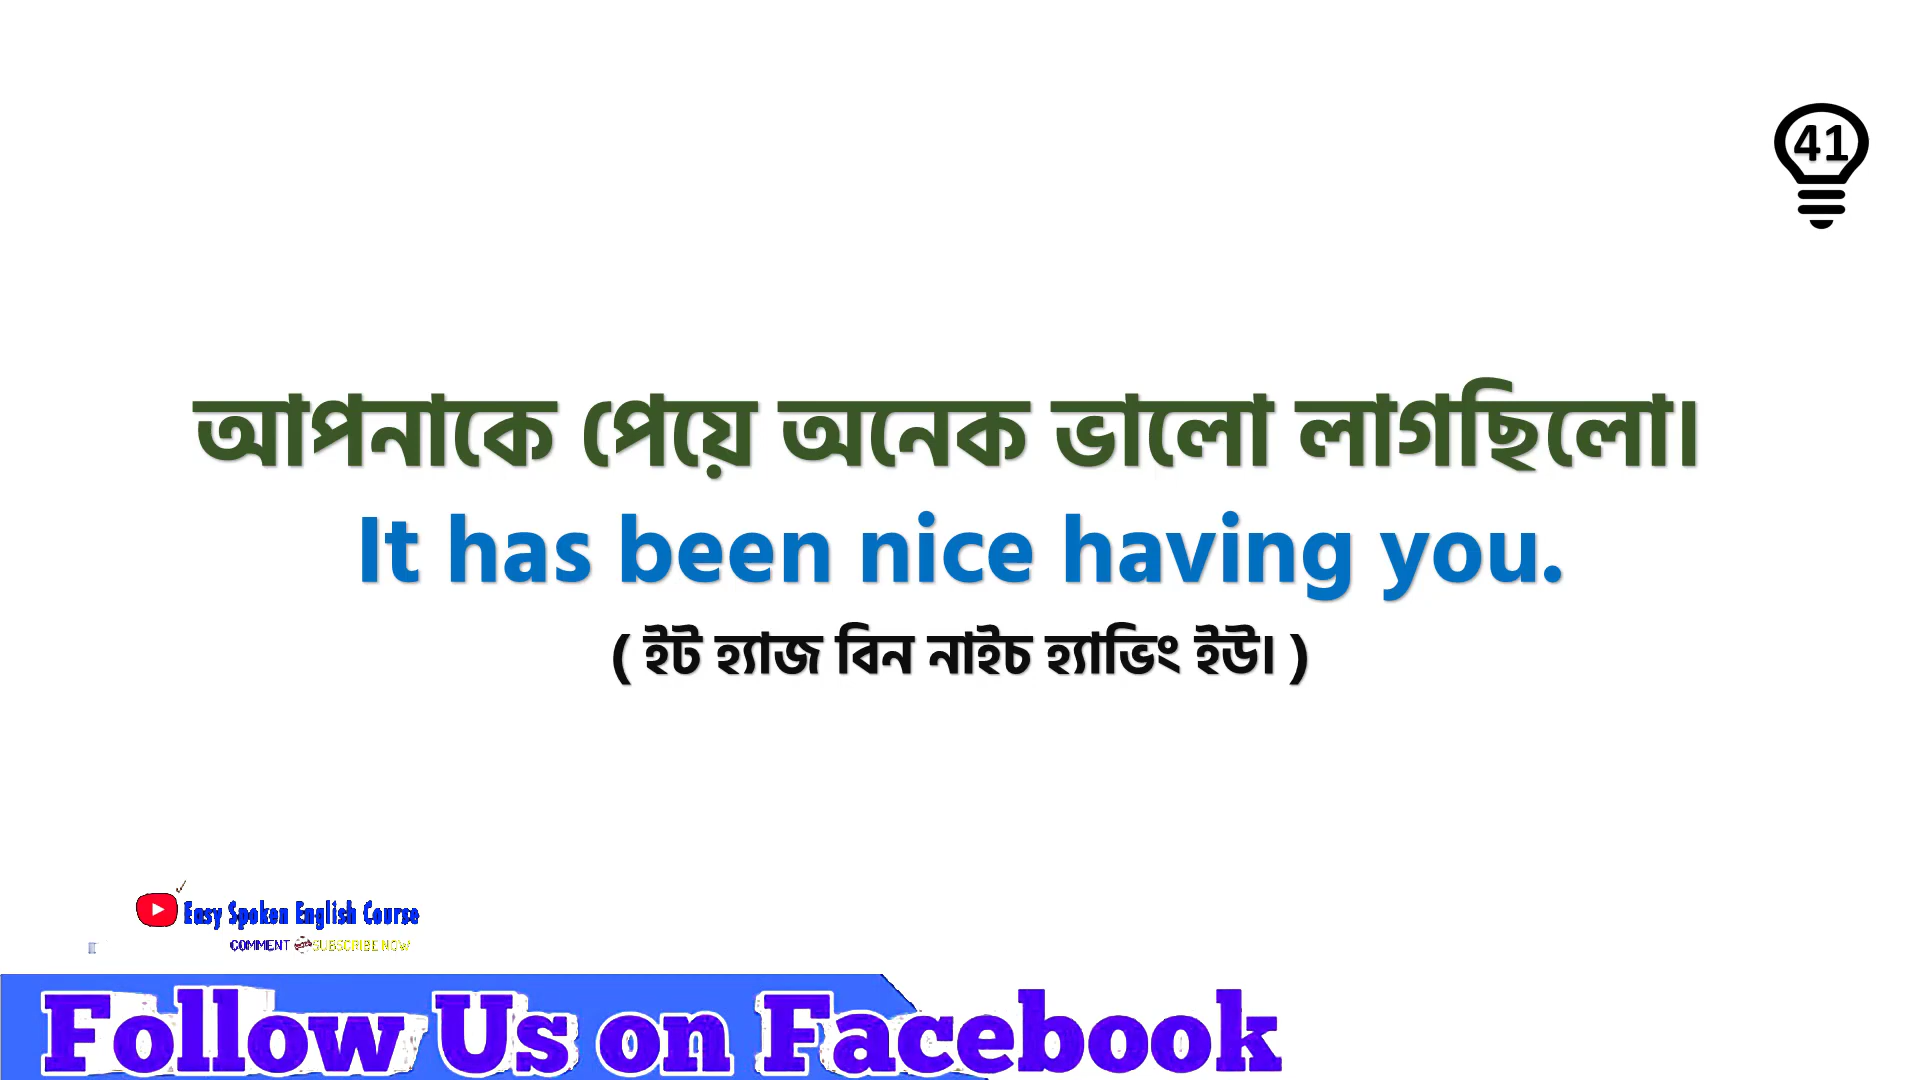 41
আপনাকে পেয়ে অনেক ভালো লাগছিলো।
It has been nice having you.
( ইট হ্যাজ বিন নাইচ হ্যাভিং ইউ। )
Easy Spoken English Course
COMMENT SUBSCRIBE NOW
Follow Us on Facebook